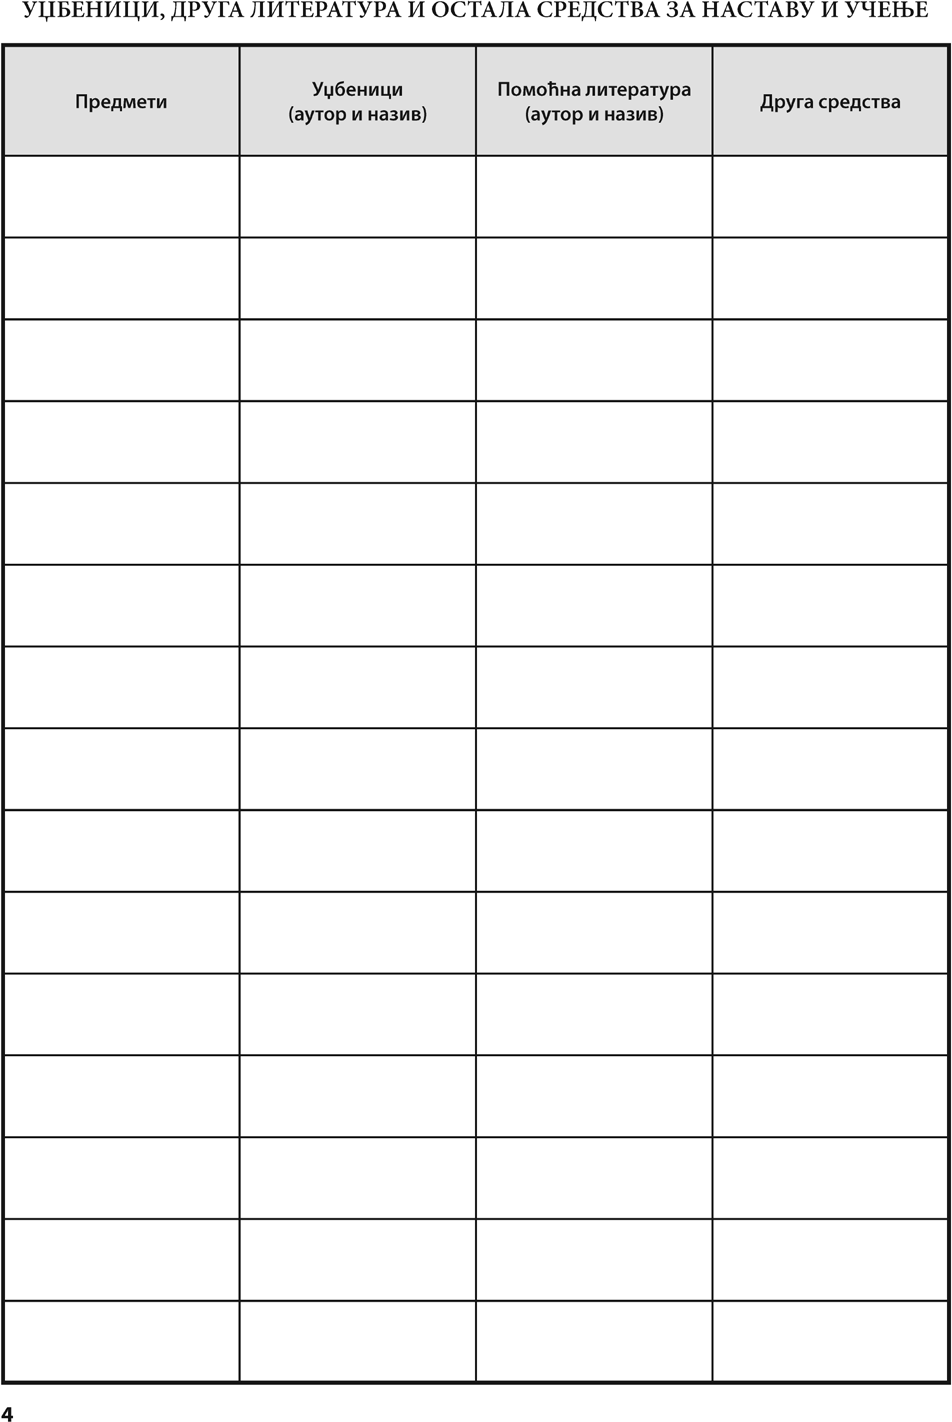 УЏБЕНИЦИ, ДРУГА ЛИТЕРАТУРА И ОСТАЛА СРЕДСТВА ЗА НАСТАВУ И УЧЕЊЕ
Предмети
Уџбеници
(аутор и назив)
Помоћна литература
(аутор и назив)
Друга средства
4